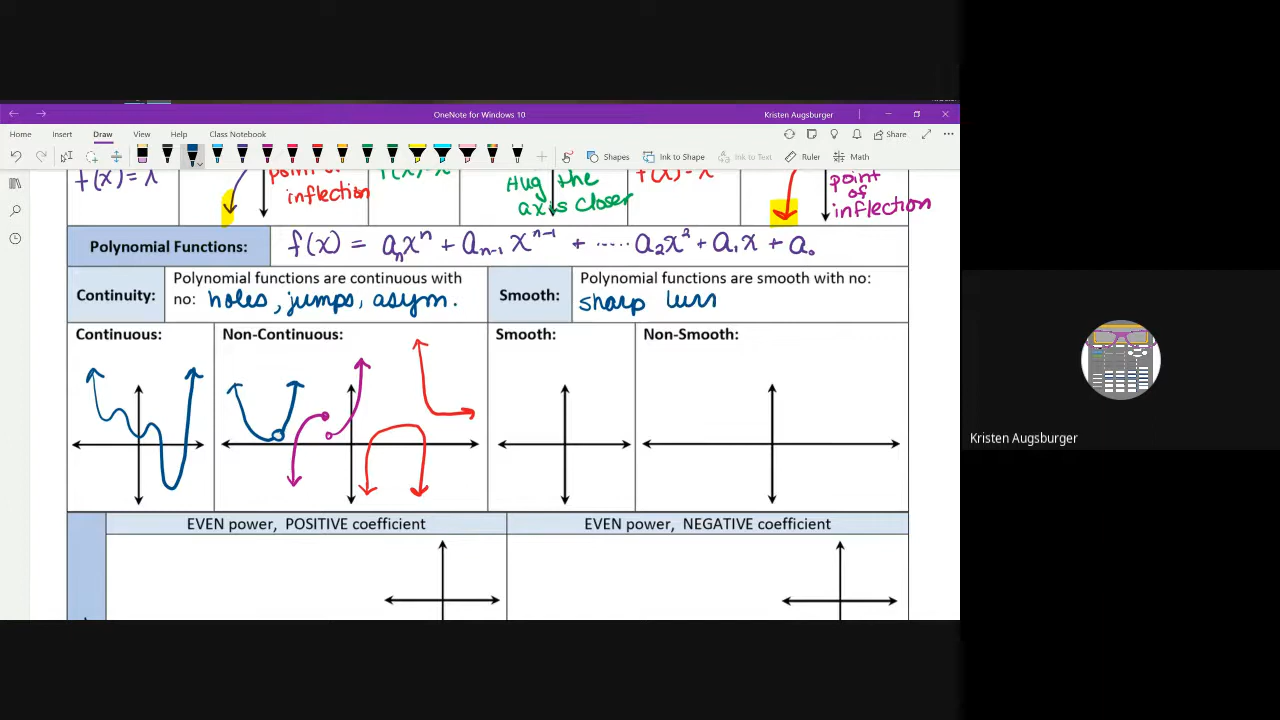 OneNote for Windows 10
Kristen Augsburger
Home Insert Draw View Help Class Notebook
Share
Shapes Ink to Shape Ink to Text Ruler Math
point of
inflection
Hug the
axis closer
point
of
inflection
Polynomial Functions: f(x) = aₙxⁿ + aₙ₋₁xⁿ⁻¹ + ..... a₂x² + a₁x + a₀
Continuity: Polynomial functions are continuous with
no: holes, jumps, asym.
Smooth: Polynomial functions are smooth with no:
sharp
Continuous: Non-Continuous: Smooth: Non-Smooth:
EVEN power, POSITIVE coefficient EVEN power, NEGATIVE coefficient
Kristen Augsburger